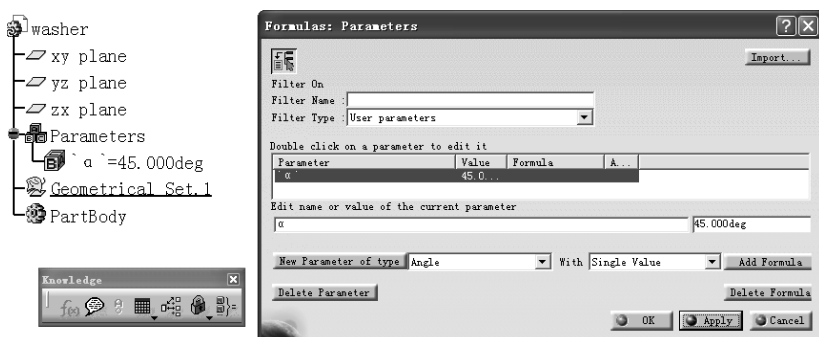 washer
xy plane
yz plane
zx plane
Parameters
`α`=45.000deg
Geometrical Set.1
PartBody
Knowledge
f(x)
Formulas: Parameters
Import...
Filter On
Filter Name :
Filter Type : User parameters
Double click on a parameter to edit it
Parameter Value Formula A...
`α` 45.0...
Edit name or value of the current parameter
α 45.000deg
New Parameter of type Angle With Single Value Add Formula
Delete Parameter Delete Formula
OK Apply Cancel